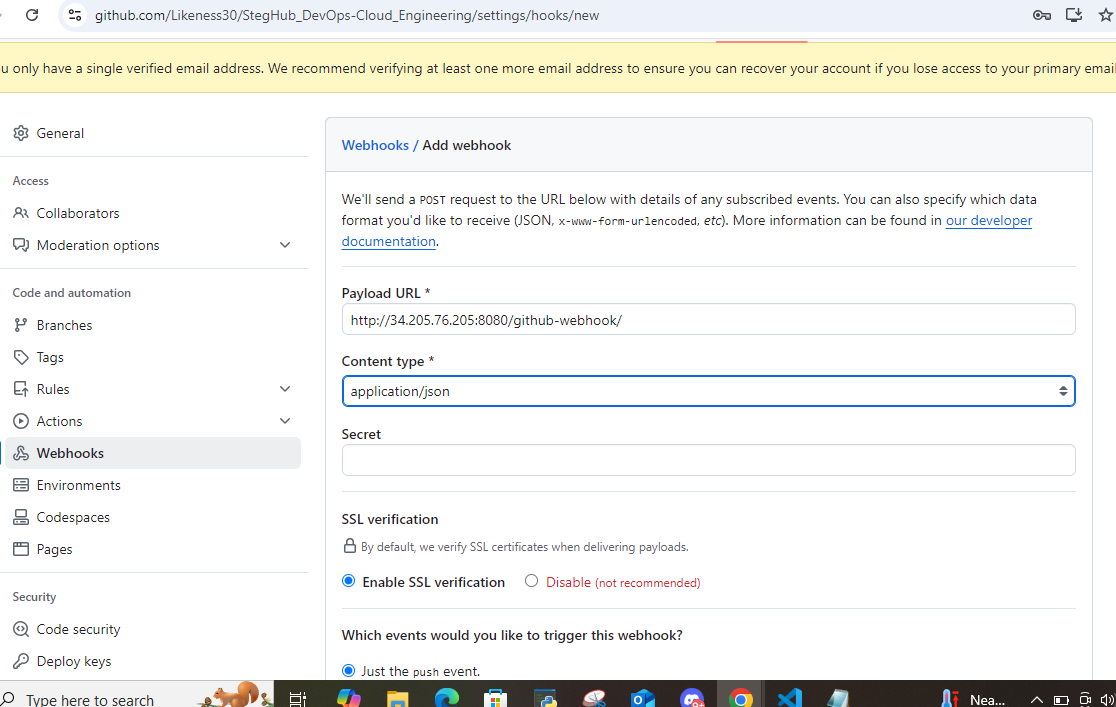 github.com/Likeness30/StegHub_DevOps-Cloud_Engineering/settings/hooks/new
u only have a single verified email address. We recommend verifying at least one more email address to ensure you can recover your account if you lose access to your primary email
General
Access
Collaborators
Moderation options
Code and automation
Branches
Tags
Rules
Actions
Webhooks
Environments
Codespaces
Pages
Security
Code security
Deploy keys
Webhooks / Add webhook
We'll send a POST request to the URL below with details of any subscribed events. You can also specify which data
format you'd like to receive (JSON, x-www-form-urlencoded, etc). More information can be found in our developer
documentation.
Payload URL *
http://34.205.76.205:8080/github-webhook/
Content type *
application/json
Secret
SSL verification
By default, we verify SSL certificates when delivering payloads.
Enable SSL verification
Disable (not recommended)
Which events would you like to trigger this webhook?
Just the push event.
Type here to search
Nea...